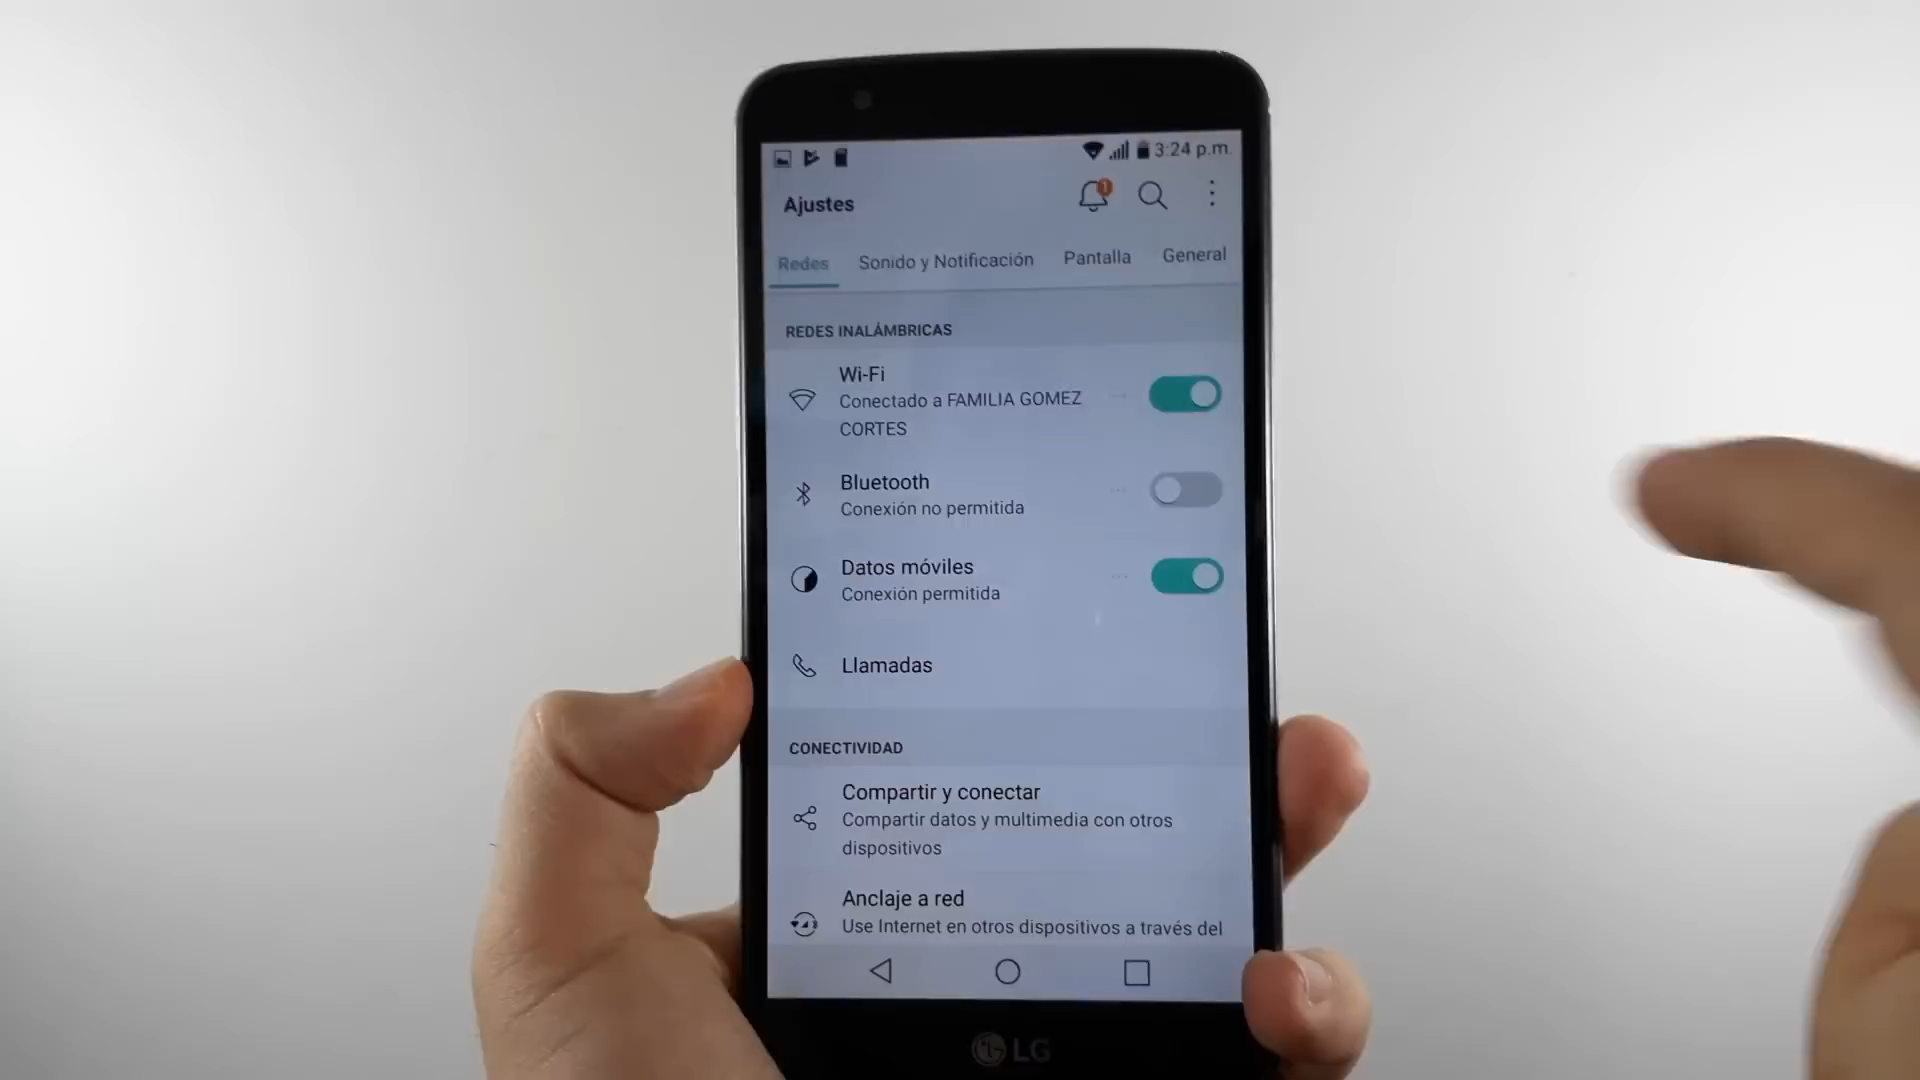 3:24 p.m.
1
Ajustes
Redes Sonido y Notificación Pantalla General
REDES INALÁMBRICAS
Wi-Fi
Conectado a FAMILIA GOMEZ
CORTES
Bluetooth
Conexión no permitida
Datos móviles
Conexión permitida
Llamadas
CONECTIVIDAD
Compartir y conectar
Compartir datos y multimedia con otros
dispositivos
Anclaje a red
Use Internet en otros dispositivos a través del
LG